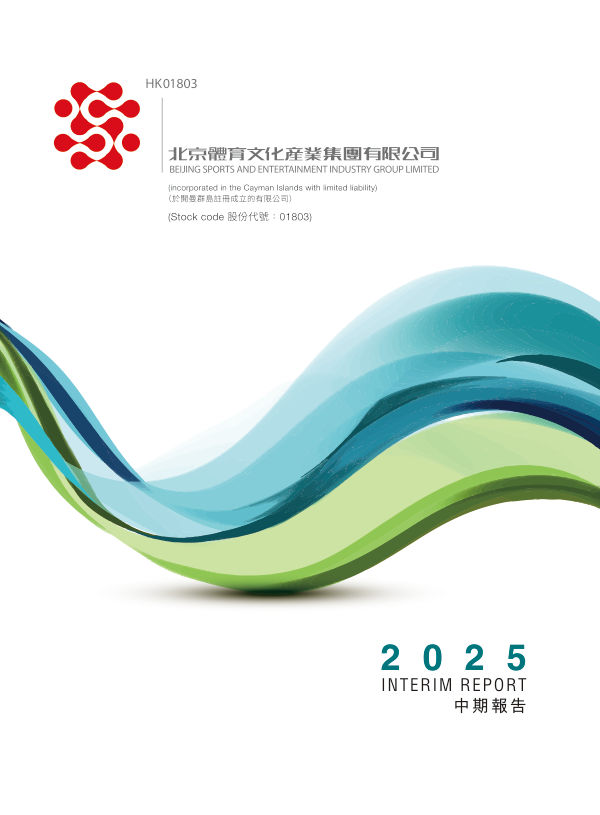 HK01803
北京體育文化產業集團有限公司
BEIJING SPORTS AND ENTERTAINMENT INDUSTRY GROUP LIMITED
(incorporated in the Cayman Islands with limited liability)
(於開曼群島註冊成立的有限公司)
(Stock code 股份代號：01803)
2025
INTERIM REPORT
中期報告